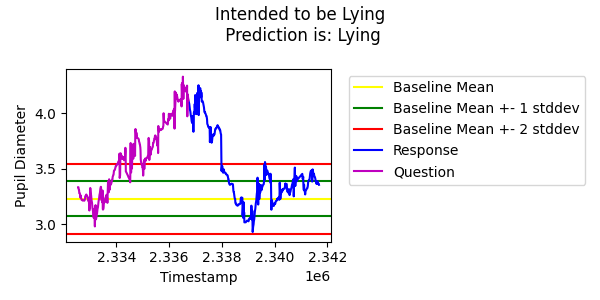 Intended to be Lying
Prediction is: Lying
Pupil Diameter
4.0
3.5
3.0
2.334 2.336 2.338 2.340 2.342
1e6
Timestamp
Baseline Mean
Baseline Mean +- 1 stddev
Baseline Mean +- 2 stddev
Response
Question